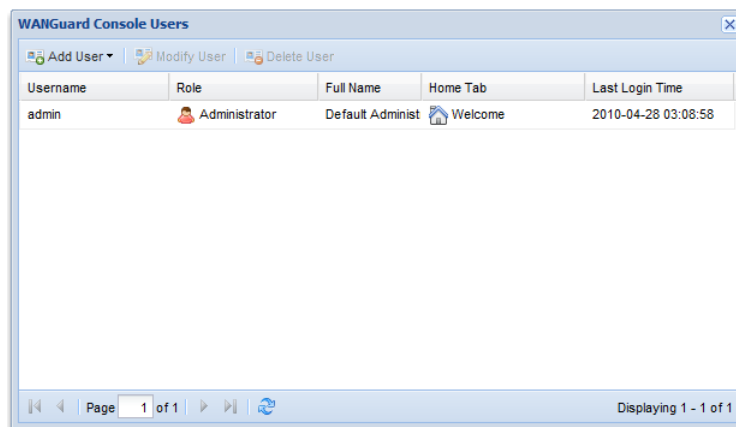 WANGuard Console Users
Add User Modify User Delete User
Username Role Full Name Home Tab Last Login Time
admin Administrator Default Administ Welcome 2010-04-28 03:08:58
Page 1 of 1 Displaying 1 - 1 of 1